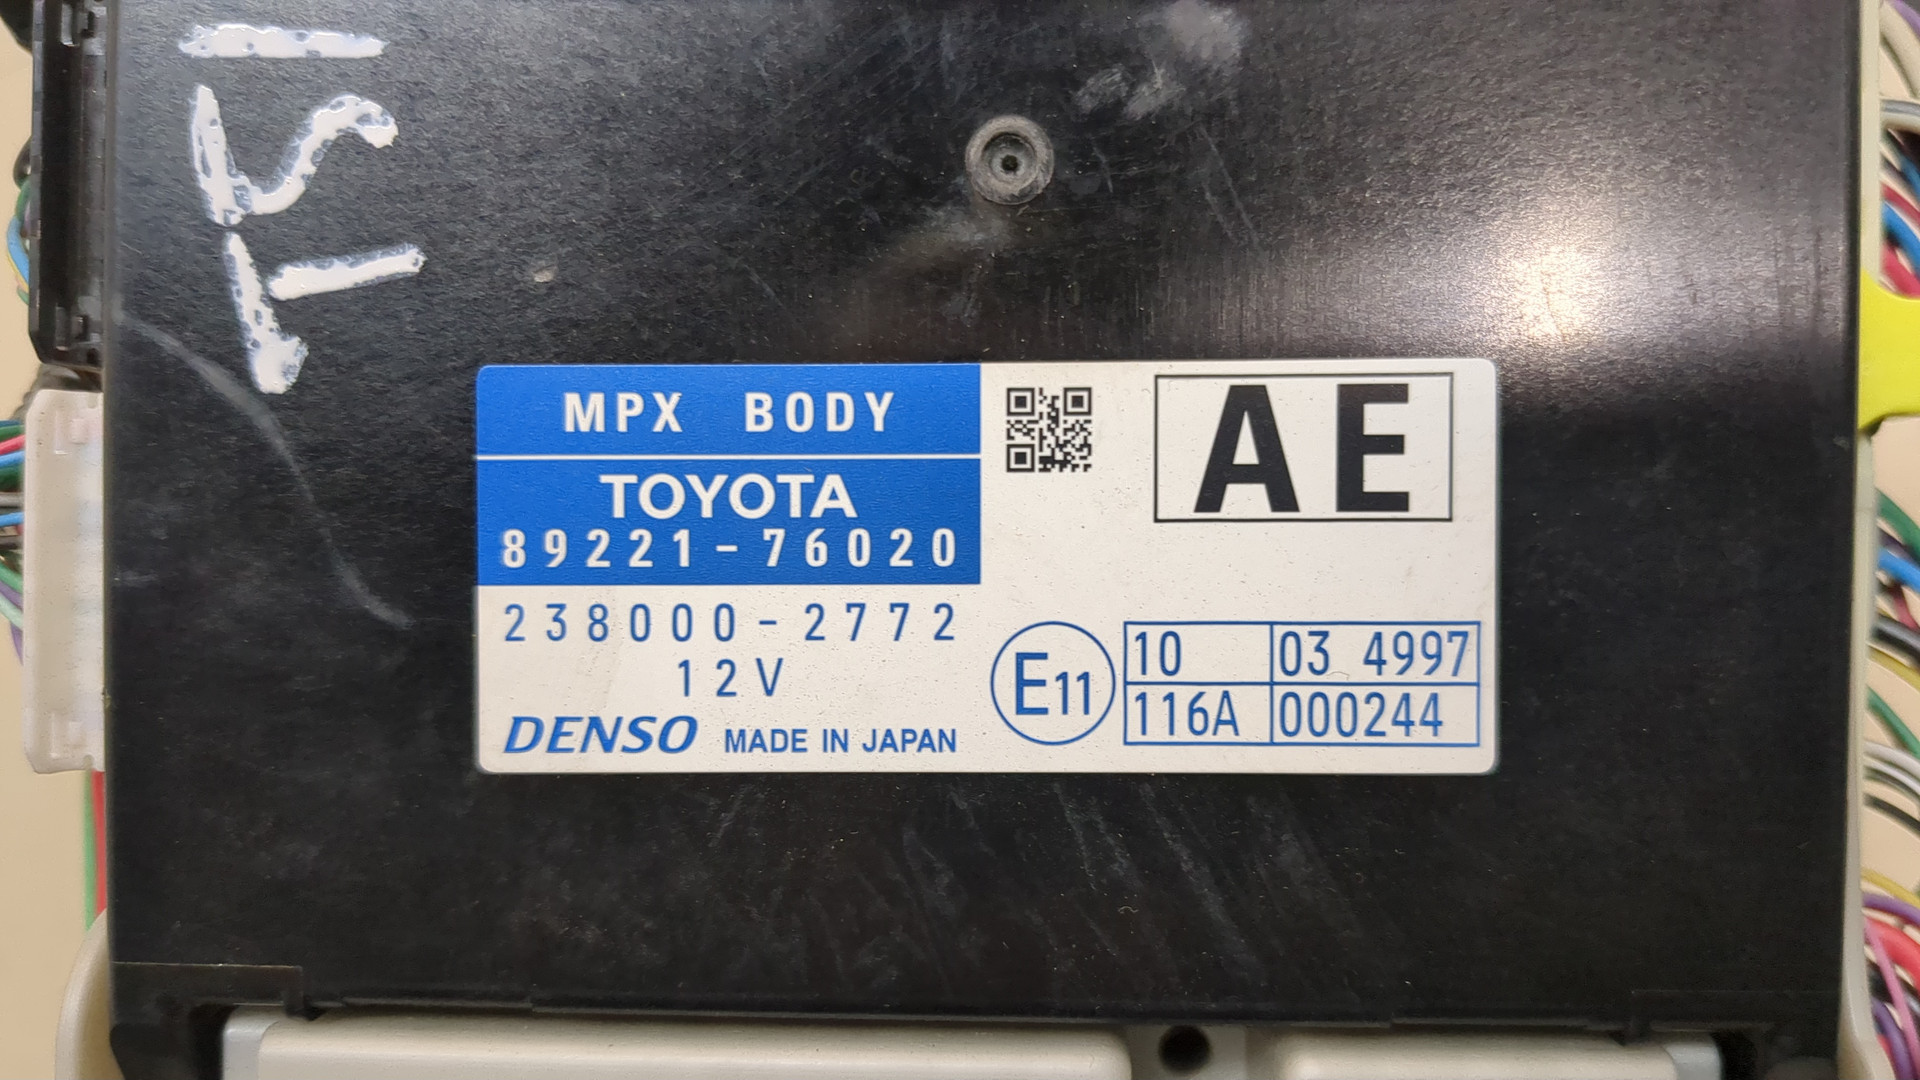 MPX BODY
TOYOTA
89221-76020
238000-2772
12V
DENSO MADE IN JAPAN
AE
E11
10 03 4997
116A 000244